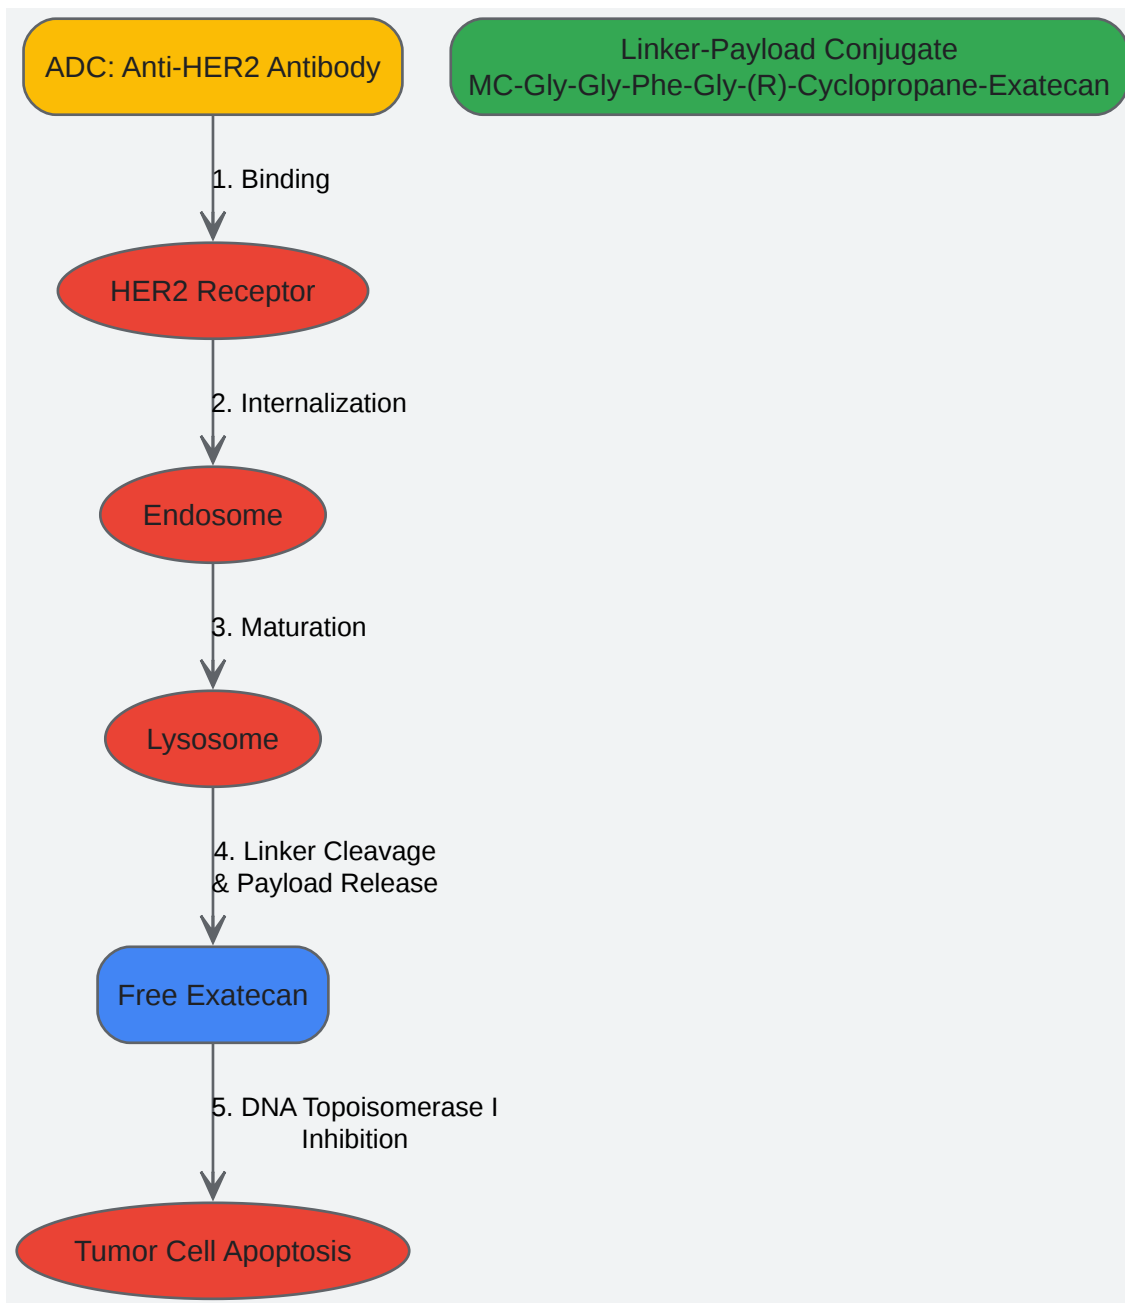 ADC: Anti-HER2 Antibody
Linker-Payload Conjugate
MC-Gly-Gly-Phe-Gly-(R)-Cyclopropane-Exatecan
1. Binding
HER2 Receptor
2. Internalization
Endosome
3. Maturation
Lysosome
4. Linker Cleavage
& Payload Release
Free Exatecan
5. DNA Topoisomerase I
Inhibition
Tumor Cell Apoptosis